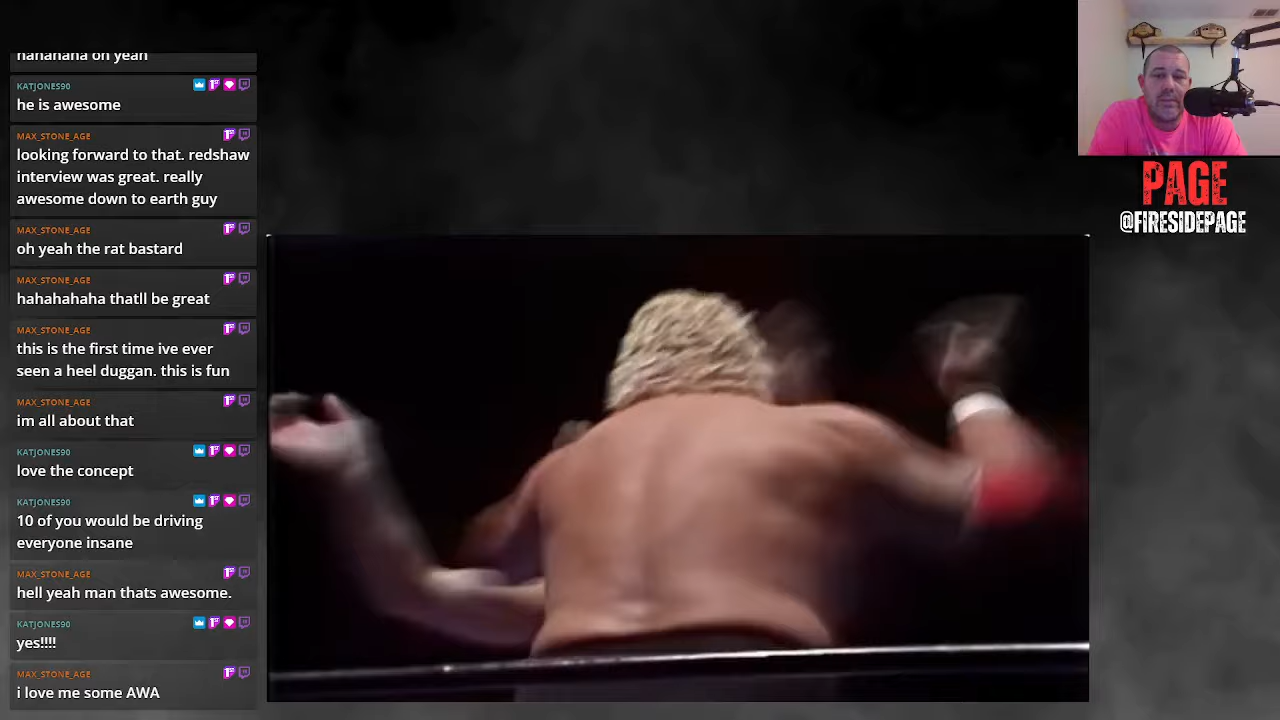 hahahaha oh yeah
KATJONES90
he is awesome
MAX_STONE_AGE
looking forward to that. redshaw
interview was great. really
awesome down to earth guy
MAX_STONE_AGE
oh yeah the rat bastard
MAX_STONE_AGE
hahahahaha thatll be great
MAX_STONE_AGE
this is the first time ive ever
seen a heel duggan. this is fun
MAX_STONE_AGE
im all about that
KATJONES90
love the concept
KATJONES90
10 of you would be driving
everyone insane
MAX_STONE_AGE
hell yeah man thats awesome.
KATJONES90
yes!!!!
MAX_STONE_AGE
i love me some AWA
PAGE
@FIRESIDEPAGE